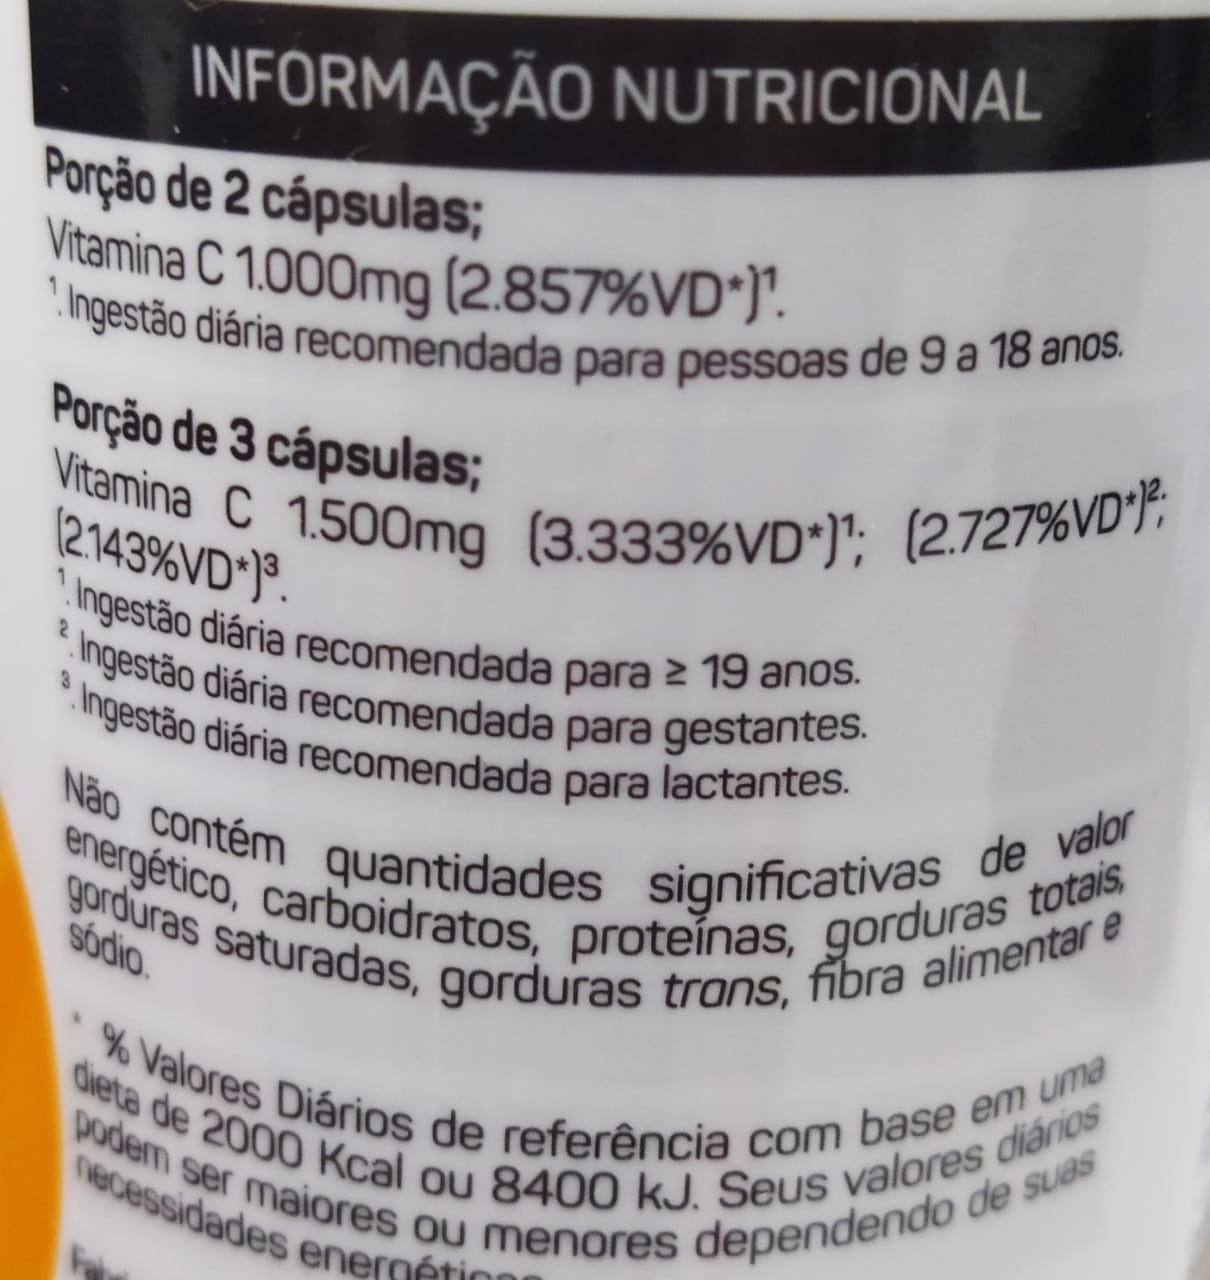 INFORMAÇÃO NUTRICIONAL
Porção de 2 cápsulas;
Vitamina C 1.000mg (2.857%VD*)¹.
¹. Ingestão diária recomendada para pessoas de 9 a 18 anos.
Porção de 3 cápsulas;
Vitamina C 1.500mg (3.333%VD*)¹; (2.727%VD*)²;
(2.143%VD*)³.
¹. Ingestão diária recomendada para ≥ 19 anos.
². Ingestão diária recomendada para gestantes.
³. Ingestão diária recomendada para lactantes.
Não contém quantidades significativas de valor
energético, carboidratos, proteínas, gorduras totais,
gorduras saturadas, gorduras trans, fibra alimentar e
sódio.
* % Valores Diários de referência com base em uma
dieta de 2000 Kcal ou 8400 kJ. Seus valores diários
podem ser maiores ou menores dependendo de suas
necessidades